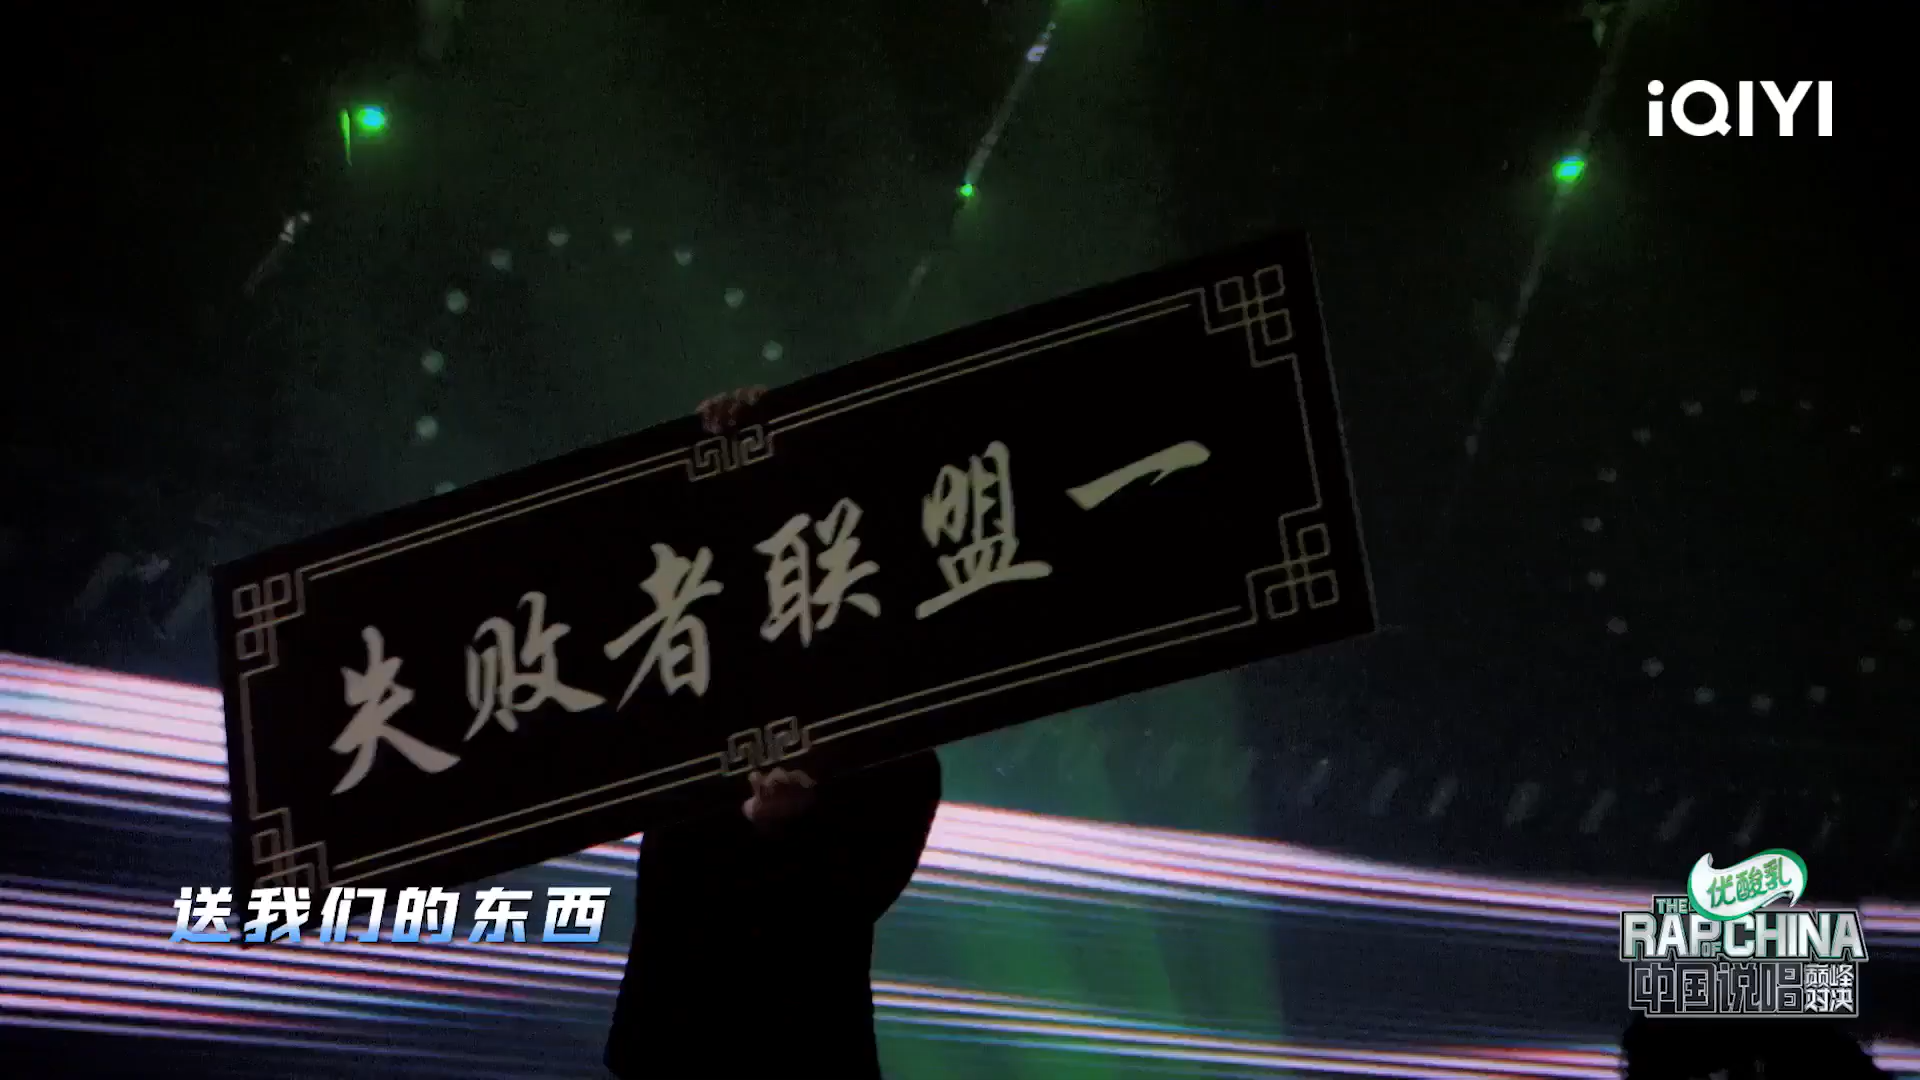 iQIYI
失败者联盟一
送我们的东西
优酸乳
THE
RAP OF CHINA
中国说唱
巅峰
对决